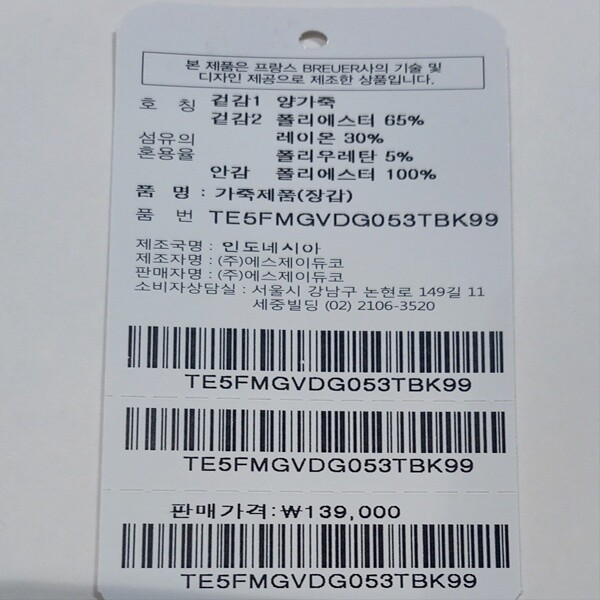 본 제품은 프랑스 BREUER사의 기술 및
디자인 제공으로 제조한 상품입니다.
호 칭 겉감1 양가죽
겉감2 폴리에스터 65%
섬유의 레이온 30%
혼용율 폴리우레탄 5%
안감 폴리에스터 100%
품 명 : 가죽제품(장갑)
품 번 TE5FMGVDG053TBK99
제조국명 : 인도네시아
제조자명 : (주)에스제이듀코
판매자명 : (주)에스제이듀코
소비자상담실 : 서울시 강남구 논현로 149길 11
세중빌딩 (02) 2106-3520
TE5FMGVDG053TBK99
TE5FMGVDG053TBK99
판매가격:₩139,000
TE5FMGVDG053TBK99